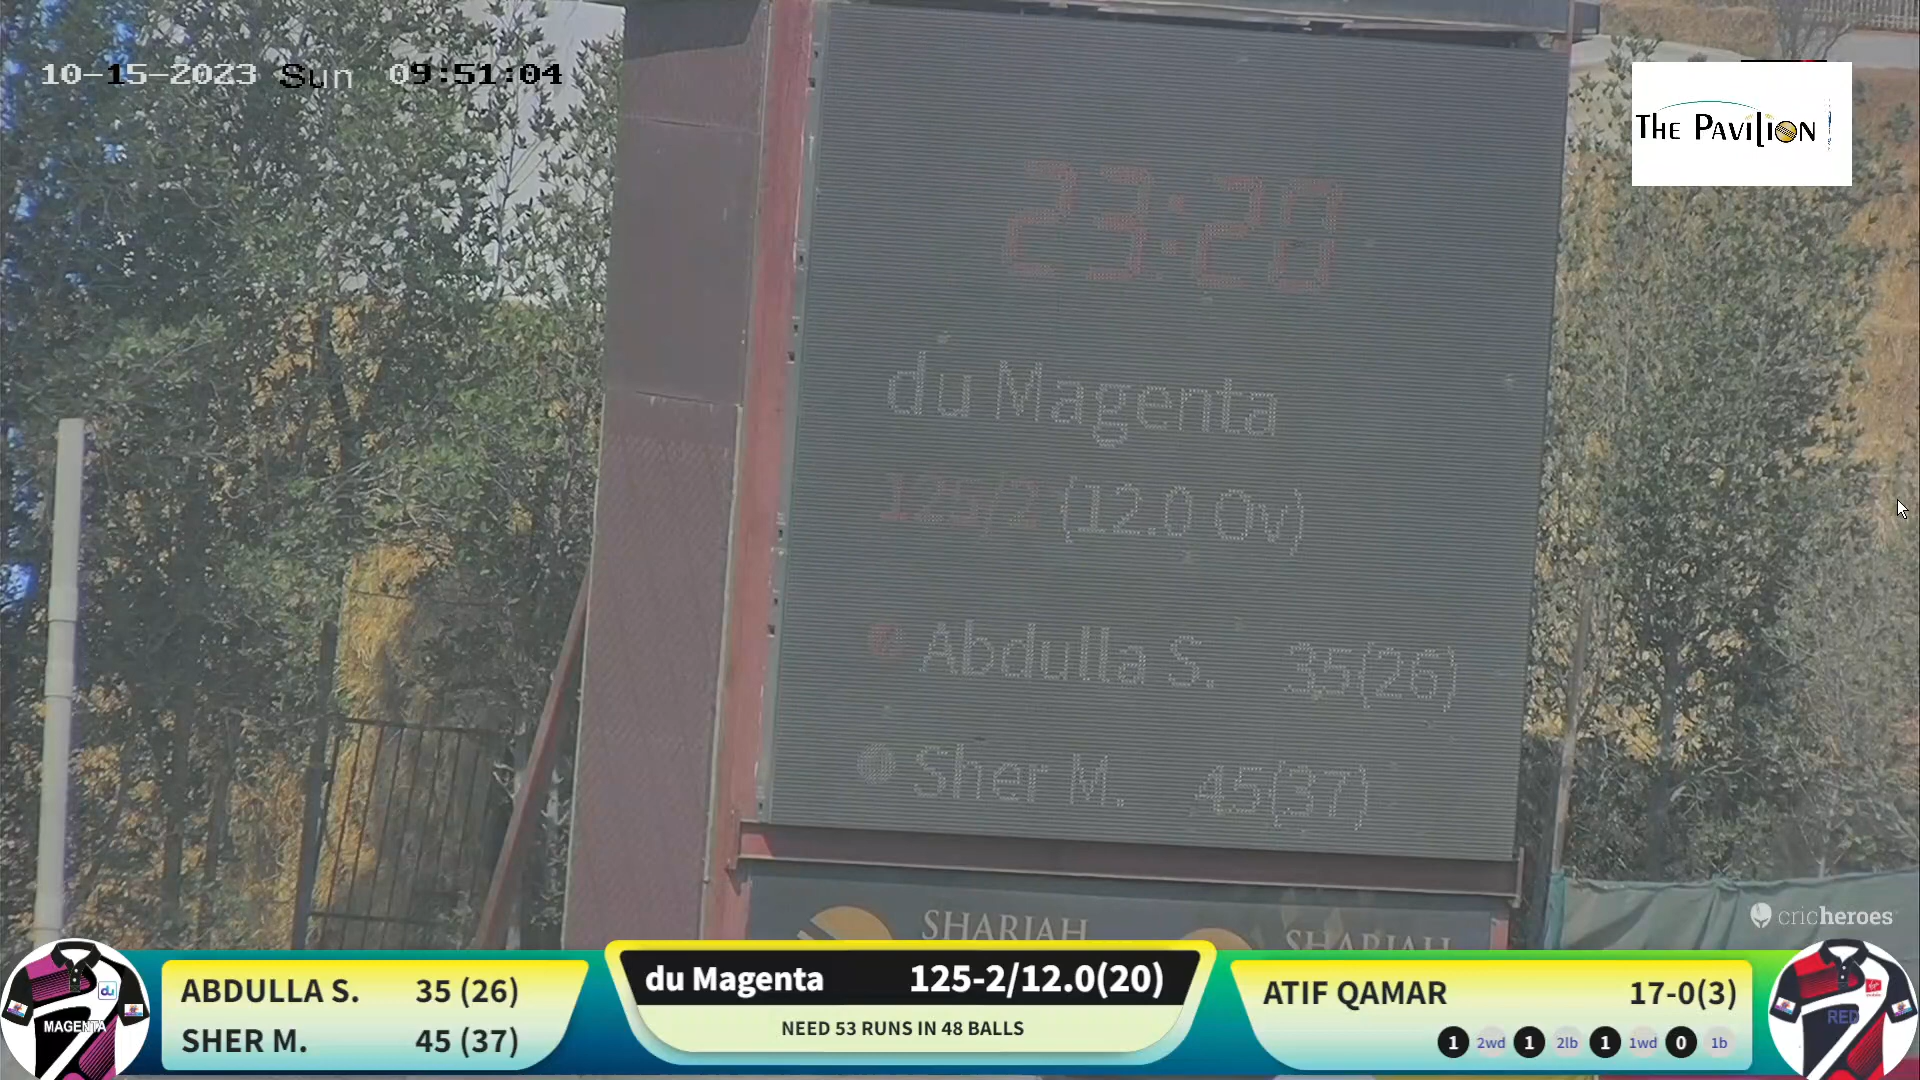 10-15-2023 Sun 09:51:04
THE PAVILION
23:28
du Magenta
125/2 (12.0 Ov)
Abdulla S. 35(26)
Sher M. 45(37)
SHARJAH SHARJAH
cricheroes
MAGENTA
du
ABDULLA S. 35 (26)
SHER M. 45 (37)
du Magenta 125-2/12.0(20)
NEED 53 RUNS IN 48 BALLS
ATIF QAMAR 17-0(3)
1 2wd 1 2lb 1 1wd 0 1b
RED